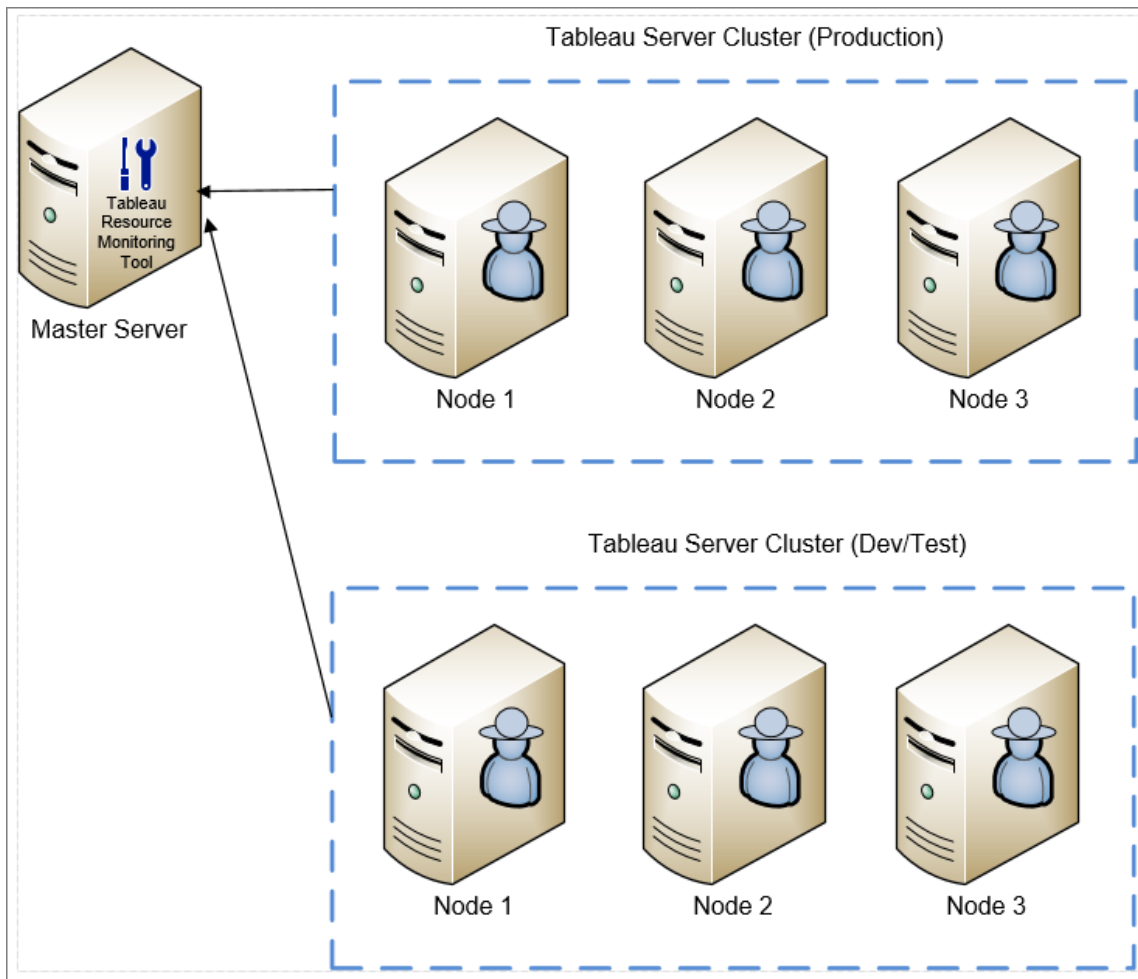 Tableau Server Cluster (Production)
Tableau
Resource
Monitoring
Tool
Master Server
Node 1
Node 2
Node 3
Tableau Server Cluster (Dev/Test)
Node 1
Node 2
Node 3